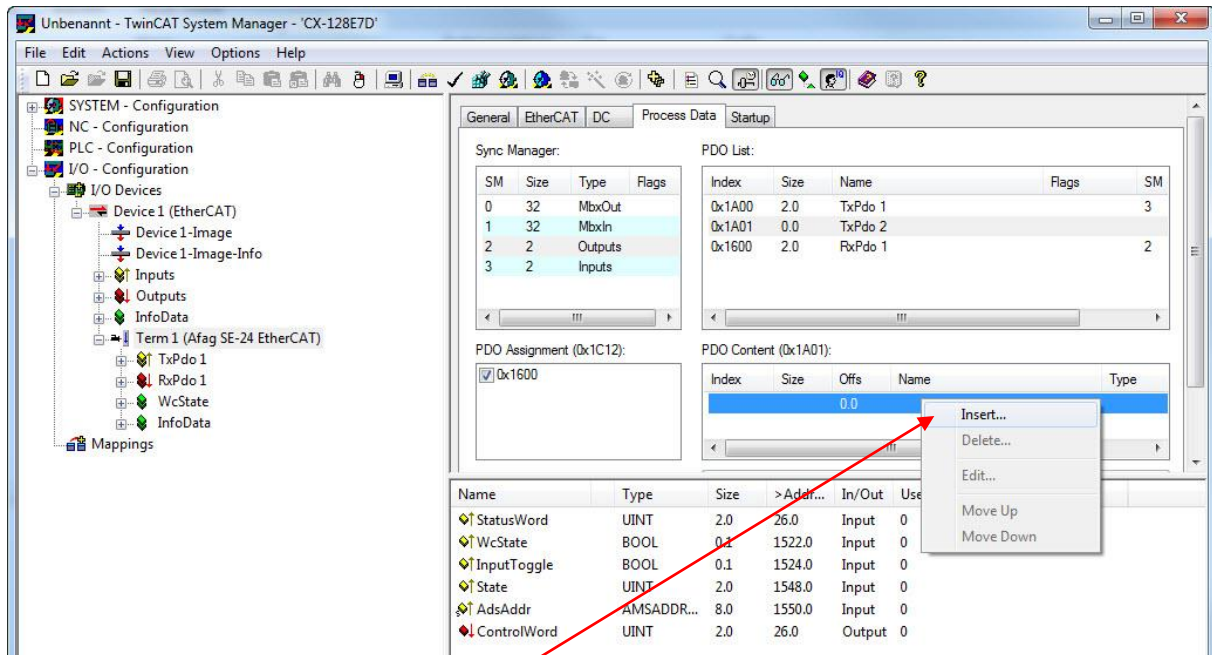 Unbenannt - TwinCAT System Manager - 'CX-128E7D'
File Edit Actions View Options Help
SYSTEM - Configuration
NC - Configuration
PLC - Configuration
I/O - Configuration
I/O Devices
Device 1 (EtherCAT)
Device 1-Image
Device 1-Image-Info
Inputs
Outputs
InfoData
Term 1 (Afag SE-24 EtherCAT)
TxPdo 1
RxPdo 1
WcState
InfoData
Mappings
General EtherCAT DC Process Data Startup
Sync Manager:
SM Size Type Flags
0 32 MbxOut
1 32 MbxIn
2 2 Outputs
3 2 Inputs
PDO List:
Index Size Name Flags SM
0x1A00 2.0 TxPdo 1 3
0x1A01 0.0 TxPdo 2
0x1600 2.0 RxPdo 1 2
PDO Assignment (0x1C12):
0x1600
PDO Content (0x1A01):
Index Size Offs Name Type
0.0
Insert...
Delete...
Edit...
Move Up
Move Down
Name Type Size >Addr... In/Out Use
StatusWord UINT 2.0 26.0 Input 0
WcState BOOL 0.1 1522.0 Input 0
InputToggle BOOL 0.1 1524.0 Input 0
State UINT 2.0 1548.0 Input 0
AdsAddr AMSADDR... 8.0 1550.0 Input 0
ControlWord UINT 2.0 26.0 Output 0